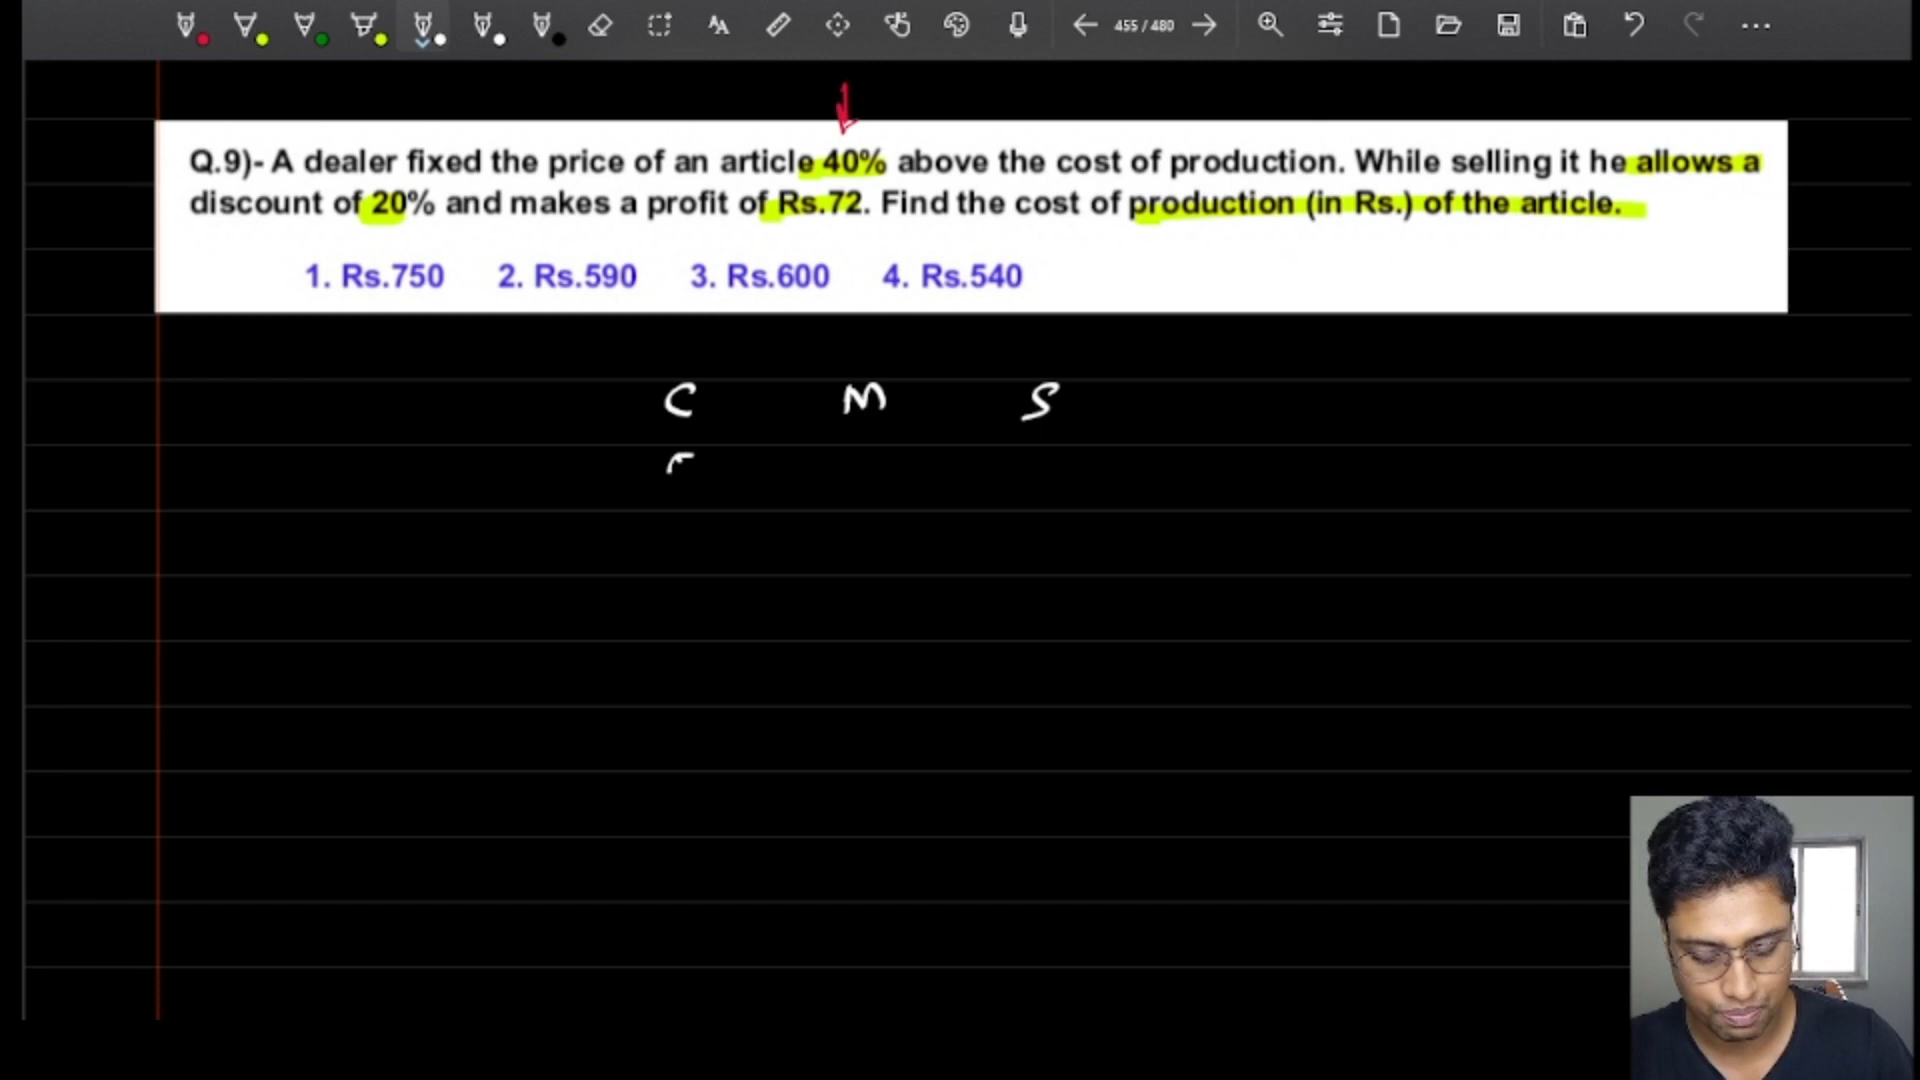 455 / 480
Q.9)- A dealer fixed the price of an article 40% above the cost of production. While selling it he allows a
discount of 20% and makes a profit of Rs.72. Find the cost of production (in Rs.) of the article.
1. Rs.750 2. Rs.590 3. Rs.600 4. Rs.540
C M S